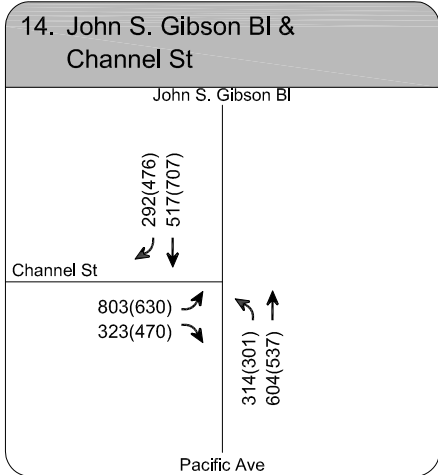 14. John S. Gibson Bl &
Channel St
John S. Gibson Bl
292(476)
517(707)
Channel St
803(630)
323(470)
314(301)
604(537)
Pacific Ave